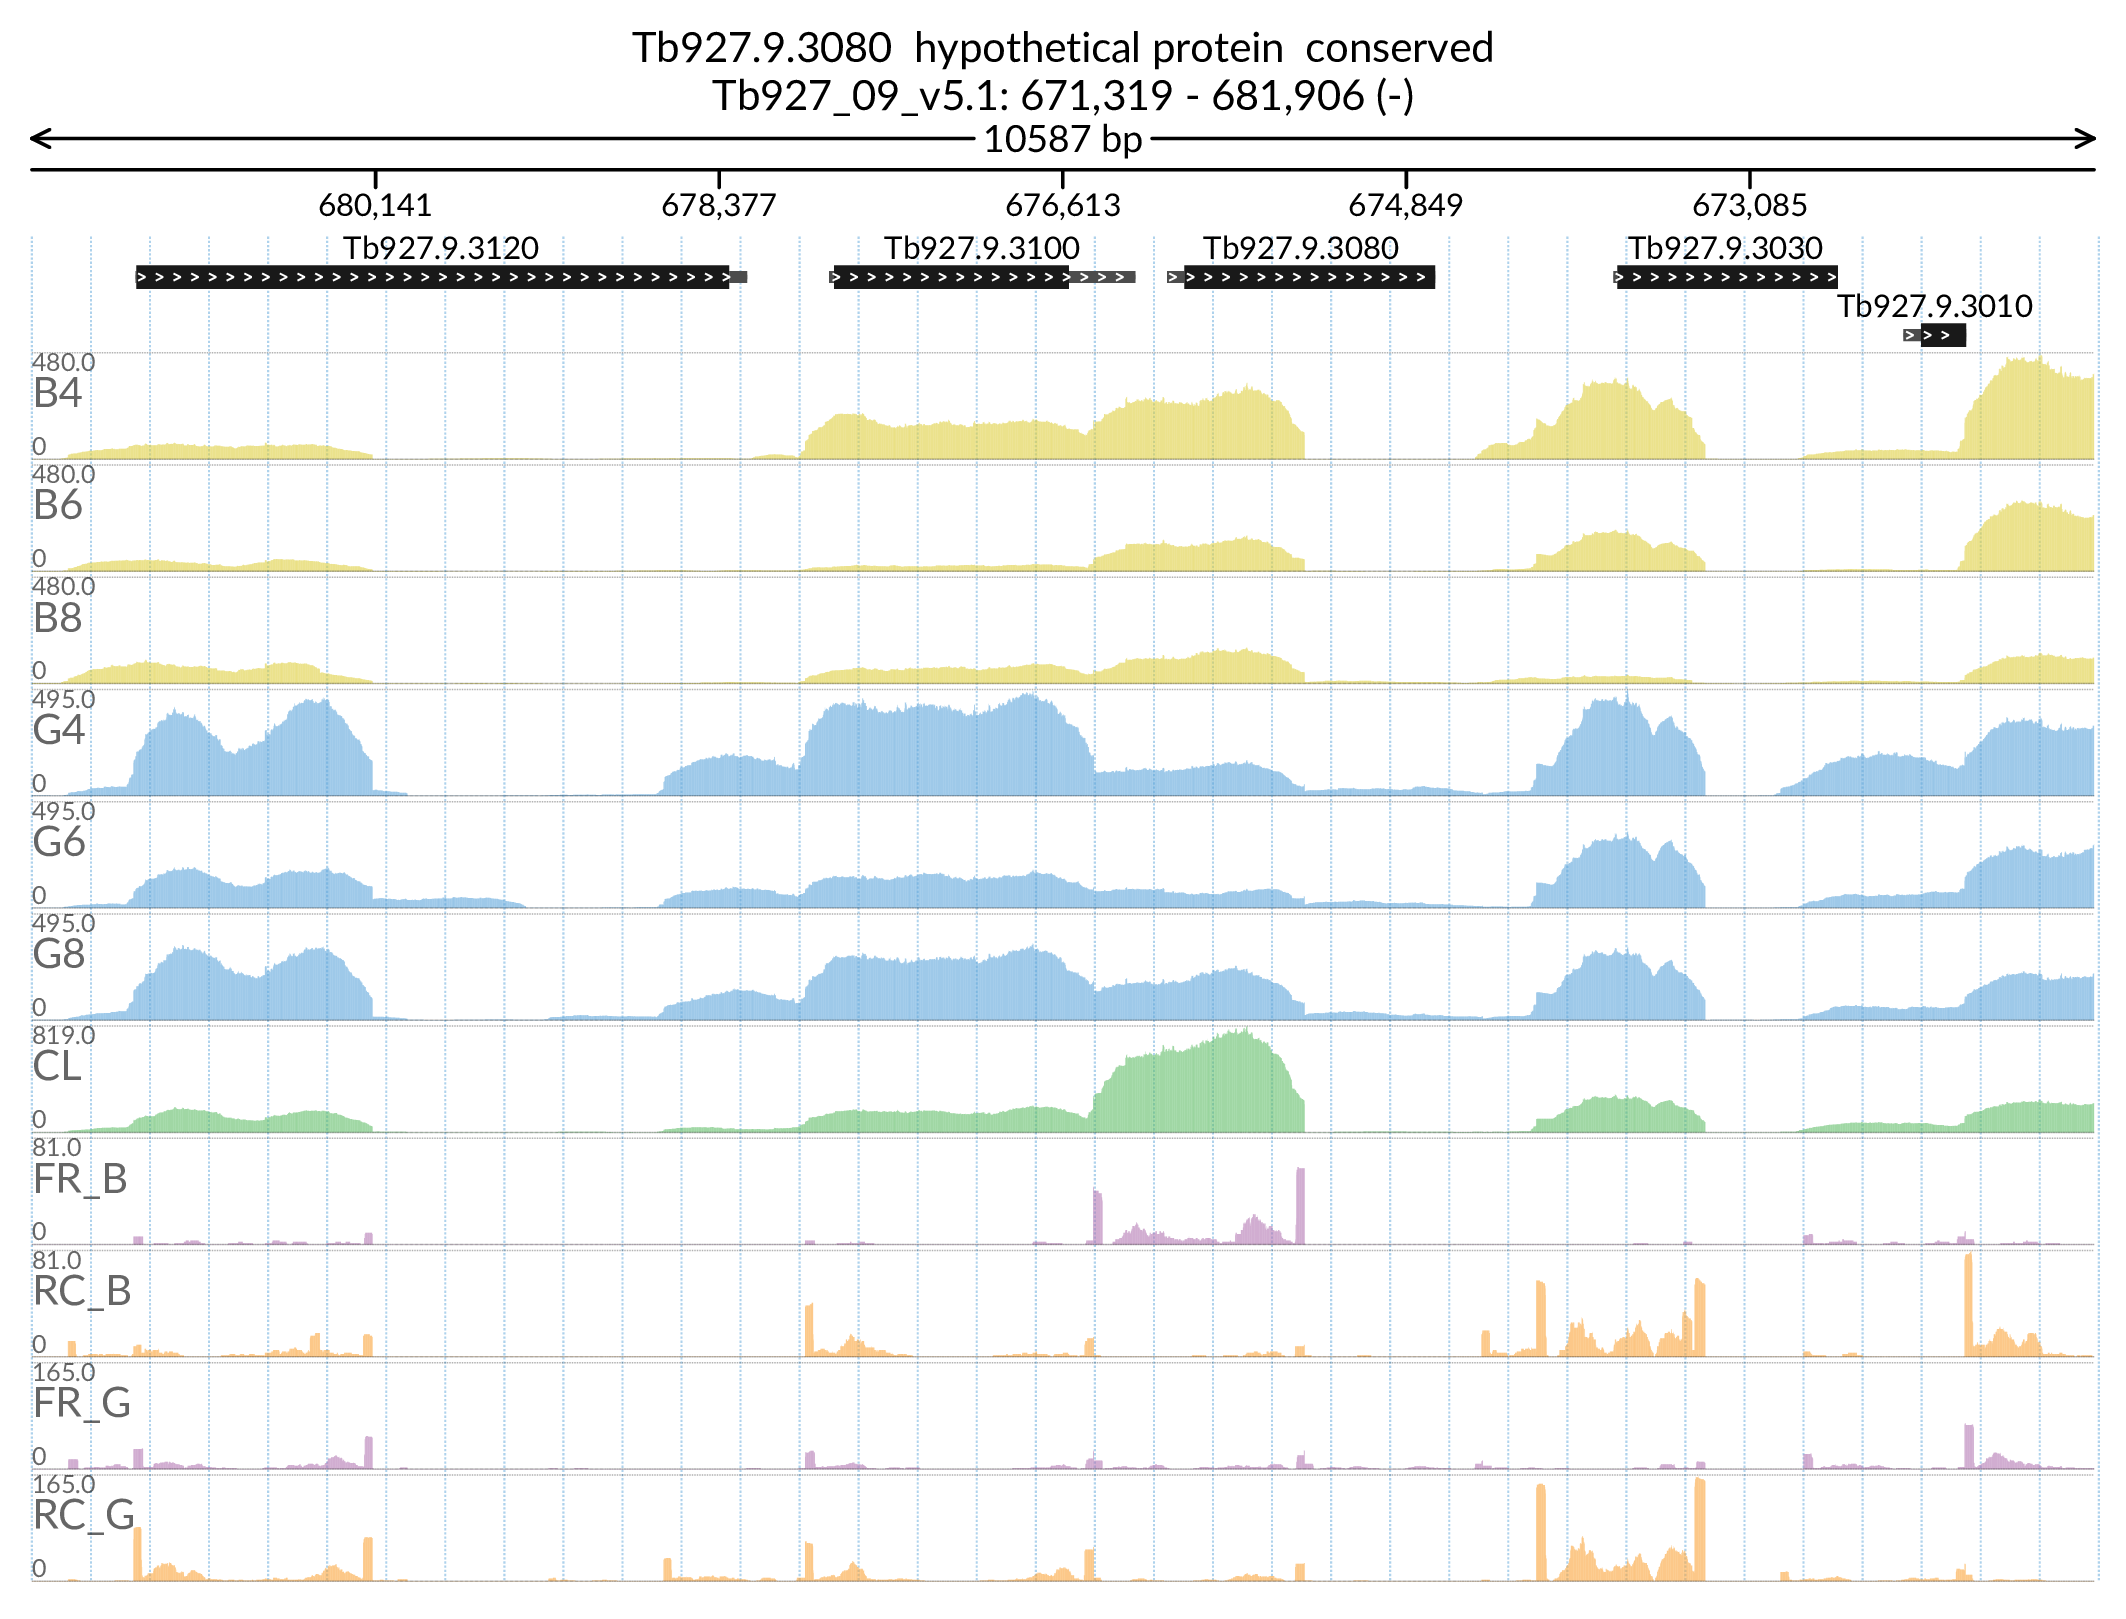 Tb927.9.3080  hypothetical protein  conserved
Tb927_09_v5.1: 671,319 - 681,906 (-)
10587 bp
680,141 678,377 676,613 674,849 673,085
Tb927.9.3120 Tb927.9.3100 Tb927.9.3080 Tb927.9.3030
Tb927.9.3010
480.0
B4
0
480.0
B6
0
480.0
B8
0
495.0
G4
0
495.0
G6
0
495.0
G8
0
819.0
CL
0
81.0
FR_B
0
81.0
RC_B
0
165.0
FR_G
0
165.0
RC_G
0